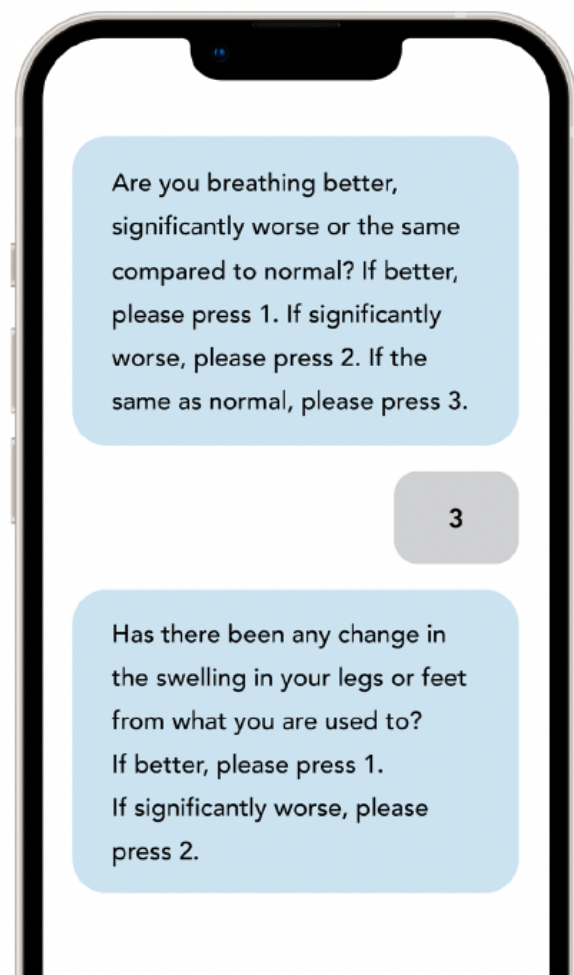 Are you breathing better,
significantly worse or the same
compared to normal? If better,
please press 1. If significantly
worse, please press 2. If the
same as normal, please press 3.
3
Has there been any change in
the swelling in your legs or feet
from what you are used to?
If better, please press 1.
If significantly worse, please
press 2.